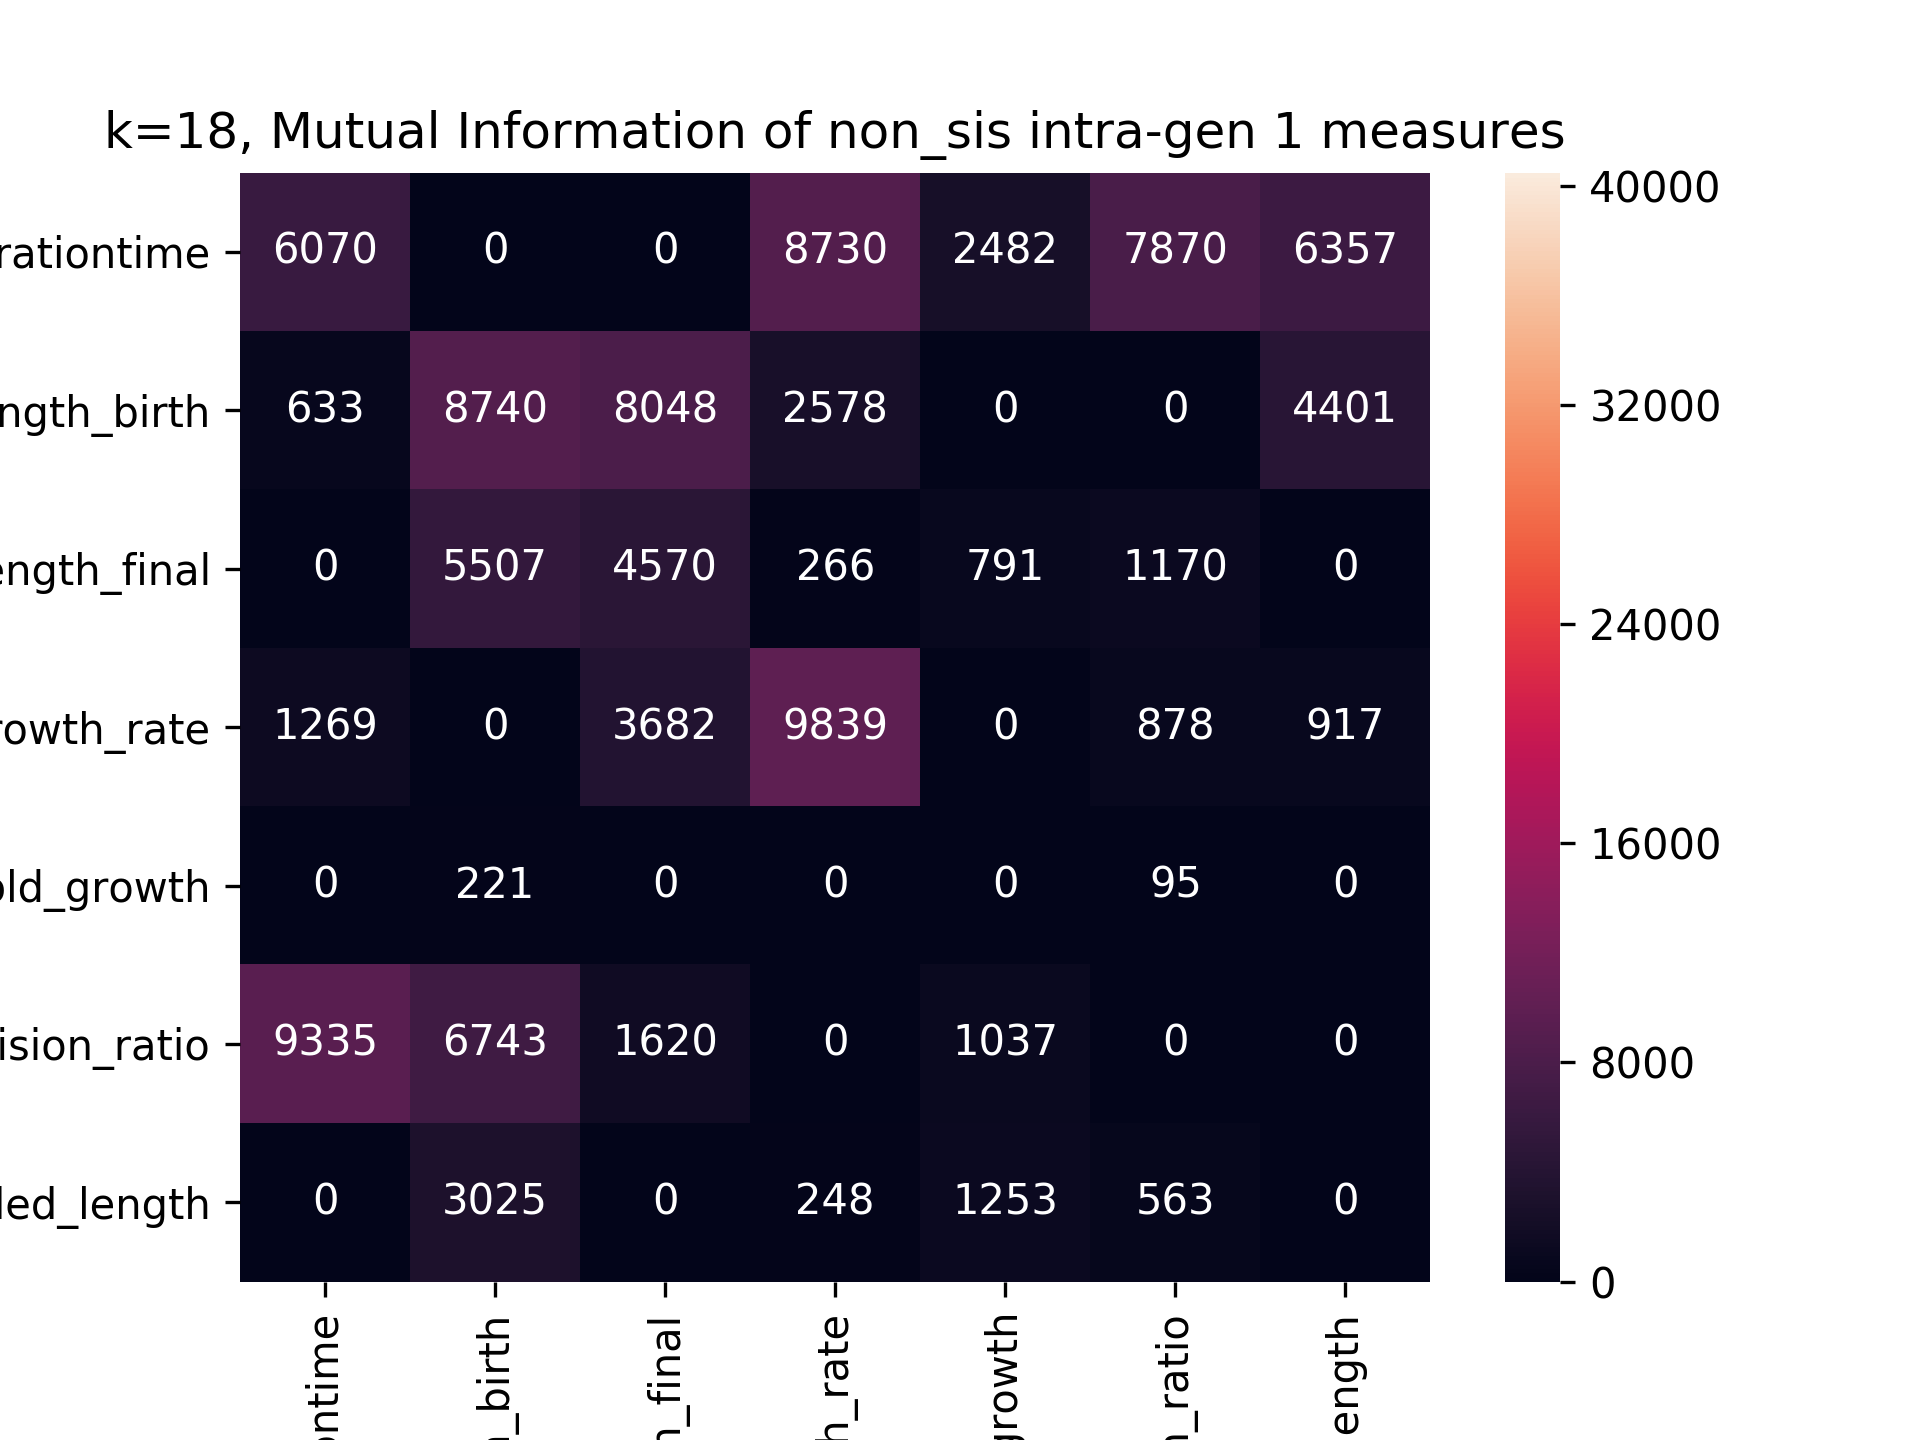 k=18, Mutual Information of non_sis intra-gen 1 measures
rationtime 6070 0 0 8730 2482 7870 6357
ngth_birth 633 8740 8048 2578 0 0 4401
ength_final 0 5507 4570 266 791 1170 0
owth_rate 1269 0 3682 9839 0 878 917
old_growth 0 221 0 0 0 95 0
ision_ratio 9335 6743 1620 0 1037 0 0
led_length 0 3025 0 248 1253 563 0
ontime
_birth
_final
h_rate
growth
_ratio
ength
40000
32000
24000
16000
8000
0